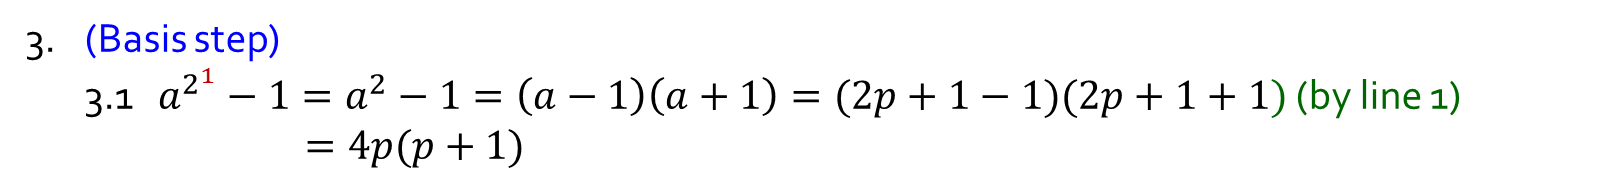 3. (Basis step)
3.1 $a^{2^1} - 1 = a^2 - 1 = (a - 1)(a + 1) = (2p + 1 - 1)(2p + 1 + 1)$ (by line 1)
$= 4p(p + 1)$